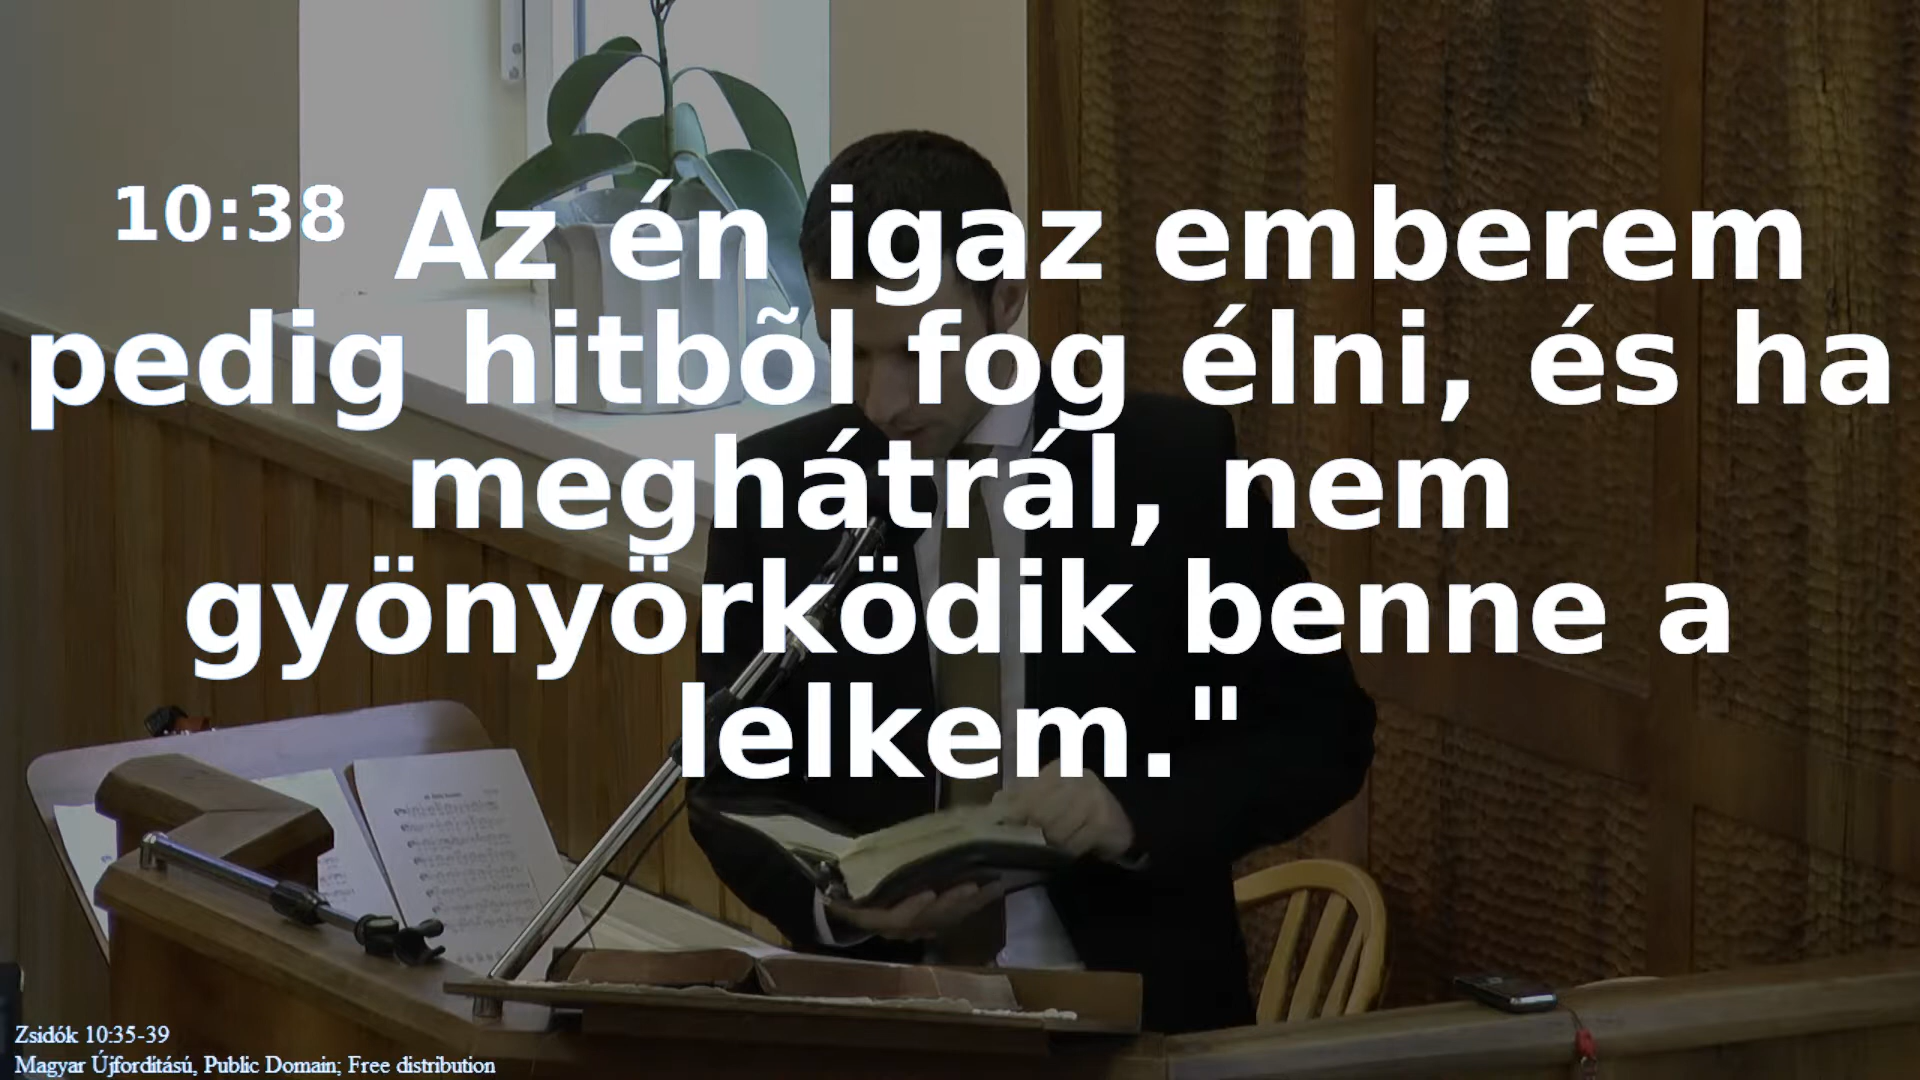 10:38 Az én igaz emberem
pedig hitbõl fog élni, és ha
meghátrál, nem
gyönyörködik benne a
lelkem."
Zsidók 10:35-39
Magyar Újfordítású, Public Domain; Free distribution